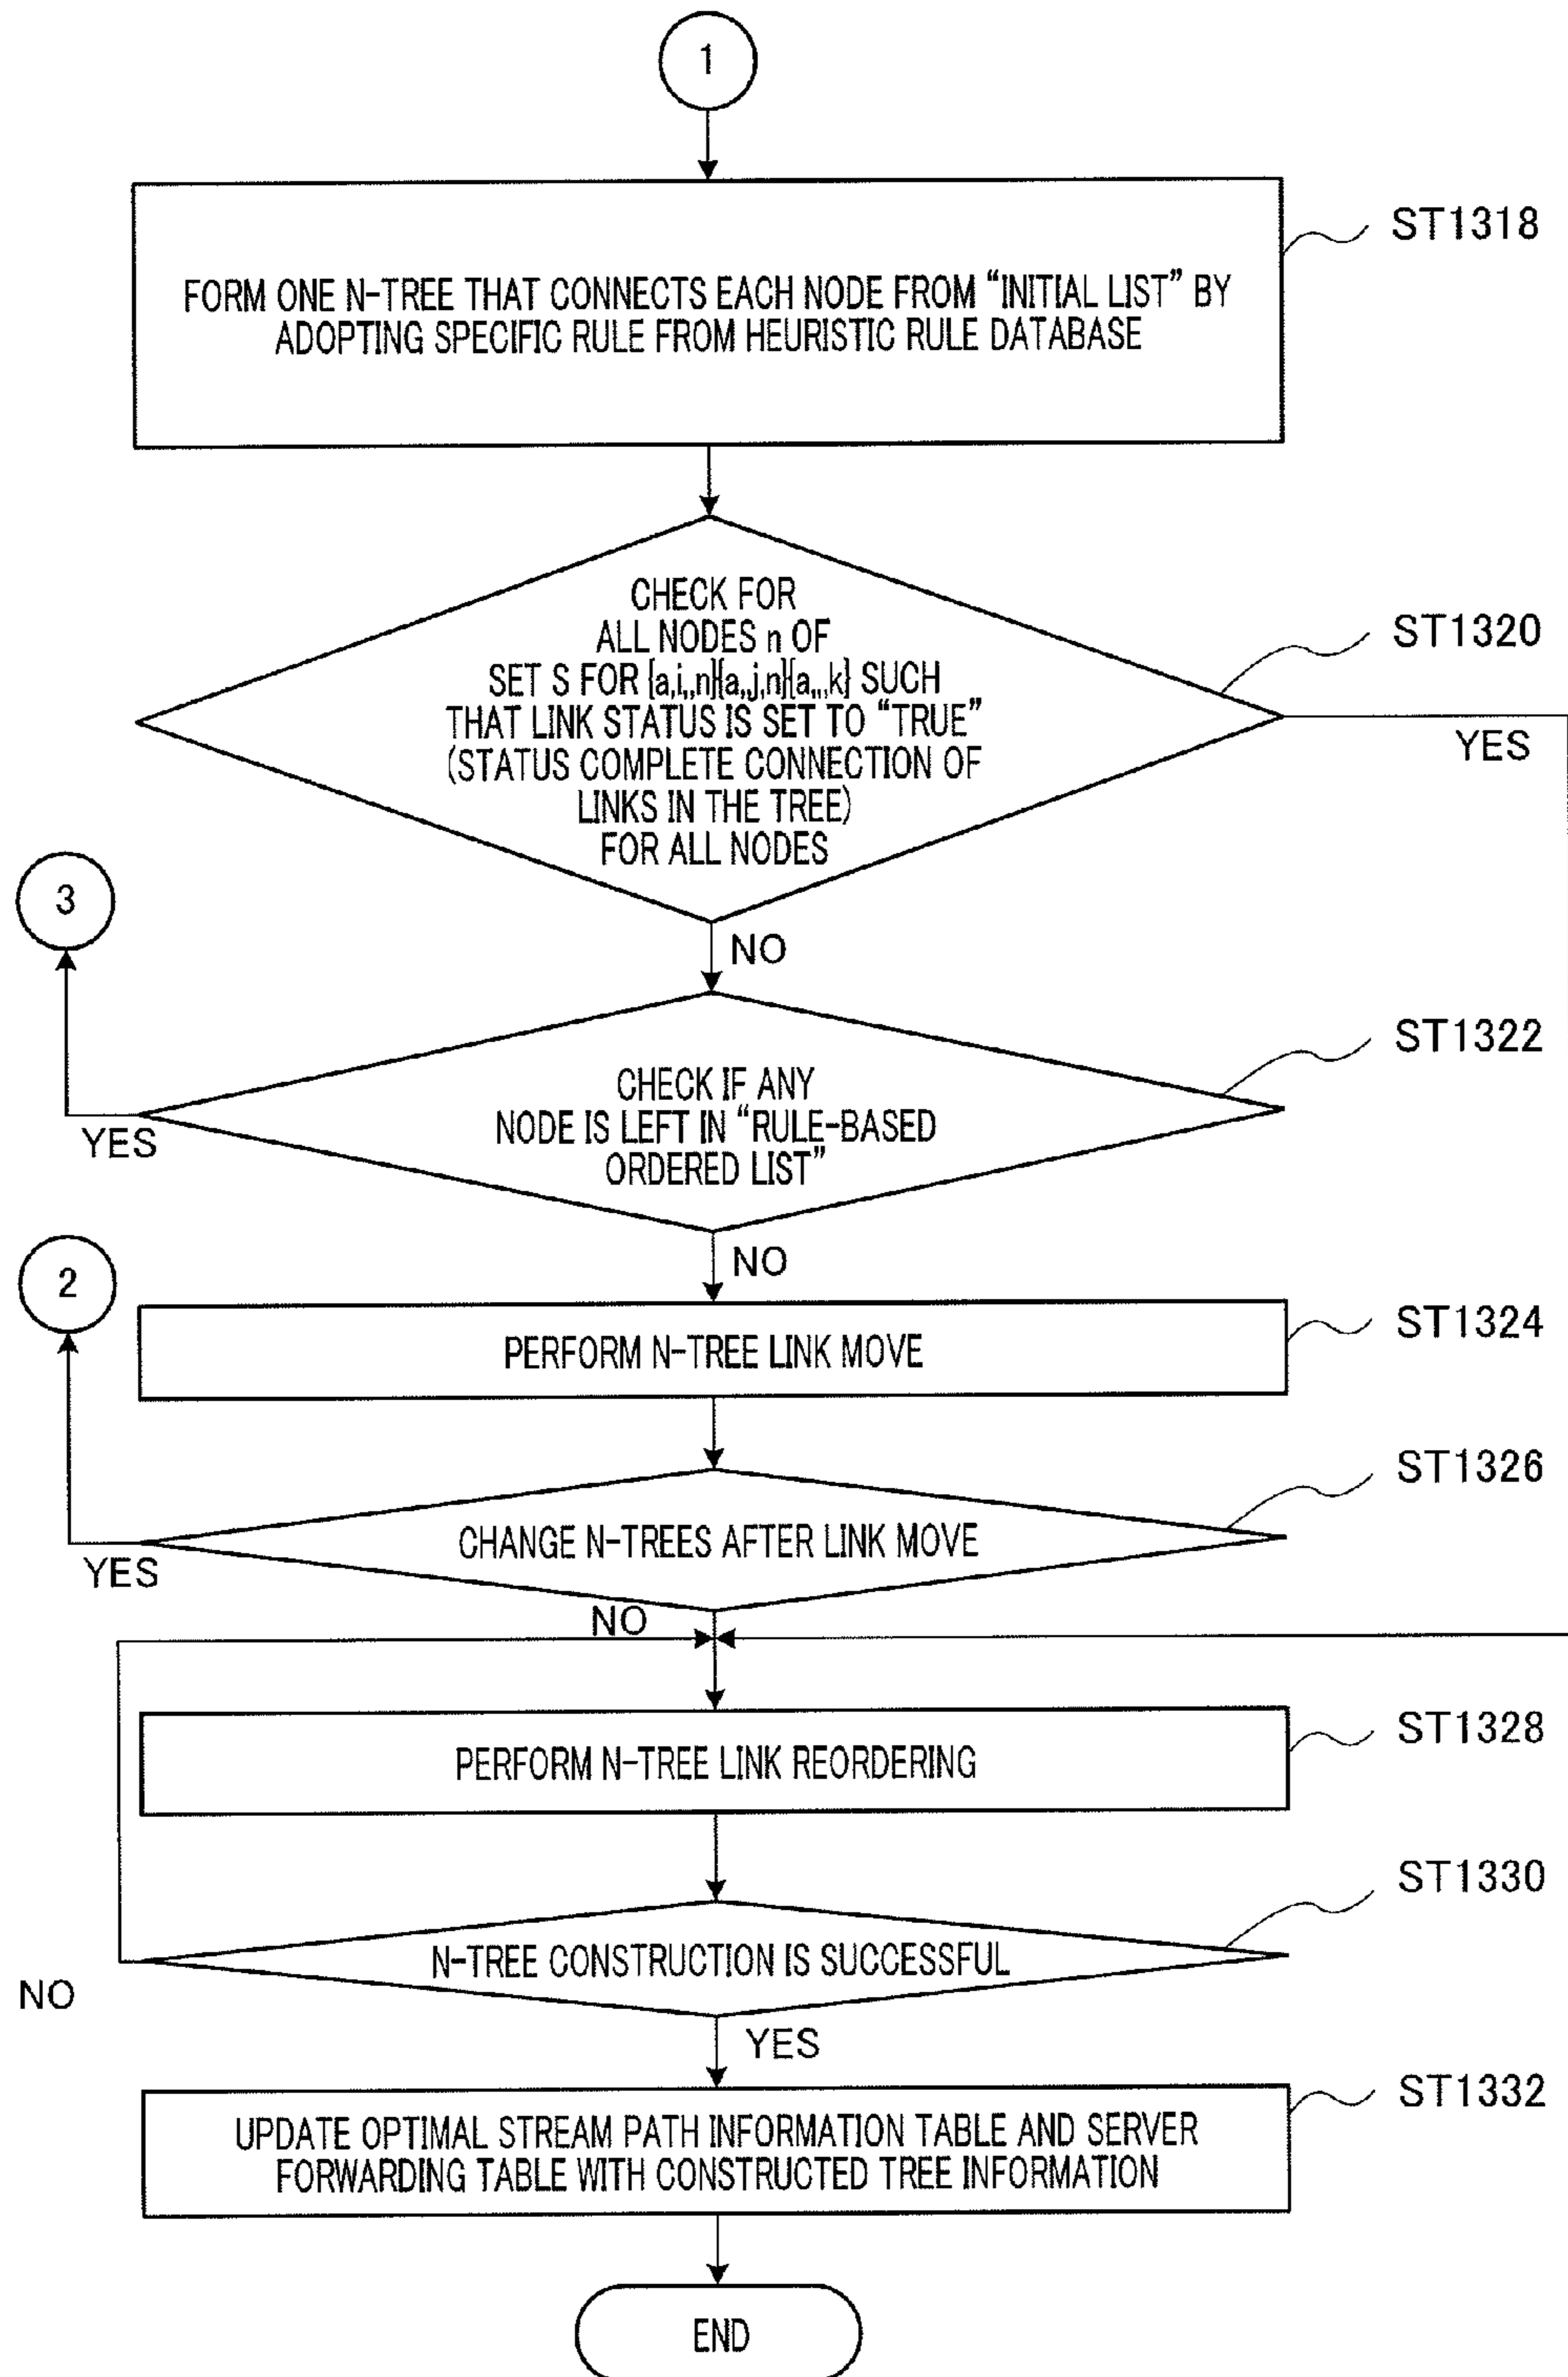 1
FORM ONE N-TREE THAT CONNECTS EACH NODE FROM “INITIAL LIST” BY
ADOPTING SPECIFIC RULE FROM HEURISTIC RULE DATABASE
ST1318
CHECK FOR
ALL NODES n OF
SET S FOR {a,i,,n}{a,j,n}{a,,,k} SUCH
THAT LINK STATUS IS SET TO “TRUE”
(STATUS COMPLETE CONNECTION OF
LINKS IN THE TREE)
FOR ALL NODES
ST1320
YES
3
NO
CHECK IF ANY
NODE IS LEFT IN “RULE-BASED
ORDERED LIST”
ST1322
YES
2
NO
PERFORM N-TREE LINK MOVE
ST1324
CHANGE N-TREES AFTER LINK MOVE
ST1326
YES
NO
PERFORM N-TREE LINK REORDERING
ST1328
N-TREE CONSTRUCTION IS SUCCESSFUL
ST1330
NO
YES
UPDATE OPTIMAL STREAM PATH INFORMATION TABLE AND SERVER
FORWARDING TABLE WITH CONSTRUCTED TREE INFORMATION
ST1332
END